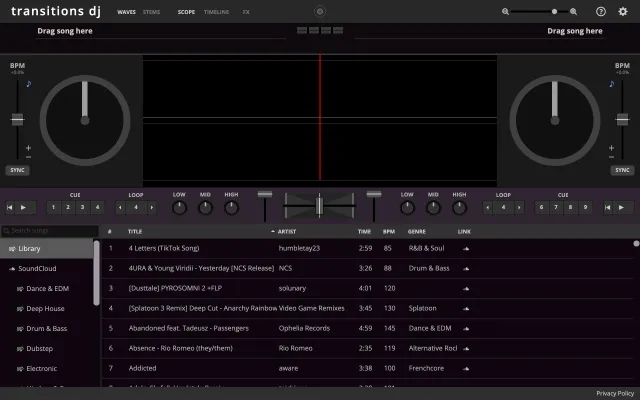 transitions dj WAVES STEMS SCOPE TIMELINE FX
Drag song here Drag song here
BPM BPM
+0.0% +0.0%
SYNC SYNC
CUE LOOP LOW MID HIGH LOW MID HIGH LOOP CUE
1 2 3 4 4 4 6 7 8 9
Search songs # TITLE ARTIST TIME BPM GENRE LINK
Library 1 4 Letters (TikTok Song) humbletay23 2:59 85 R&B & Soul
SoundCloud 2 4URA & Young Viridii - Yesterday [NCS Release] NCS 3:26 88 Drum & Bass
Dance & EDM 3 [Dusttale] PYROSOMNI 2 +FLP solunary 4:01 120
Deep House 4 [Splatoon 3 Remix] Deep Cut - Anarchy Rainbow Video Game Remixes 3:45 130 Splatoon
Drum & Bass 5 Abandoned feat. Tadeusz - Passengers Ophelia Records 4:59 145 Dance & EDM
Dubstep 6 Absence - Rio Romeo (they/them) Rio Romeo 2:35 119 Alternative Rock
Electronic 7 Addicted aware 3:38 100 Frenchcore
Privacy Policy